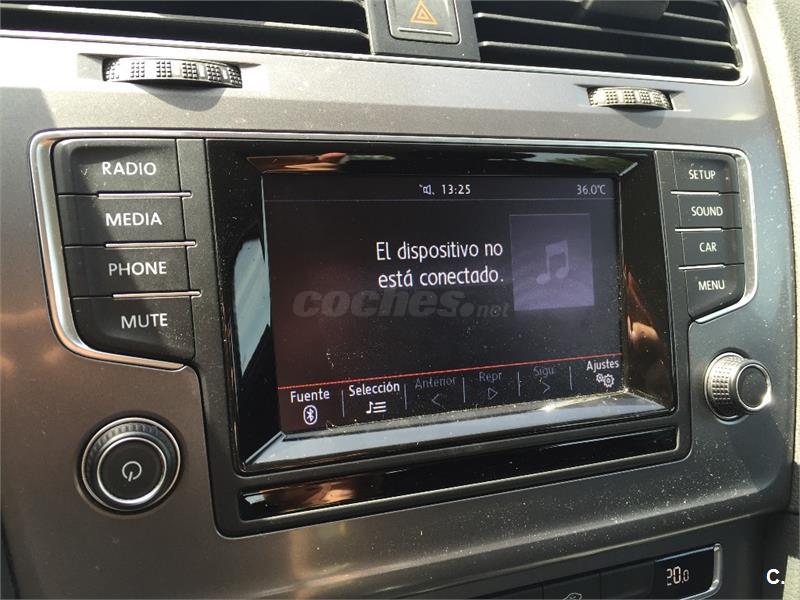 RADIO
MEDIA
PHONE
MUTE
13:25
36.0°C
El dispositivo no
está conectado.
coches.net
Fuente
Selección
Anterior
Repr.
Sigu.
Ajustes
SETUP
SOUND
CAR
MENU
20.0
C.